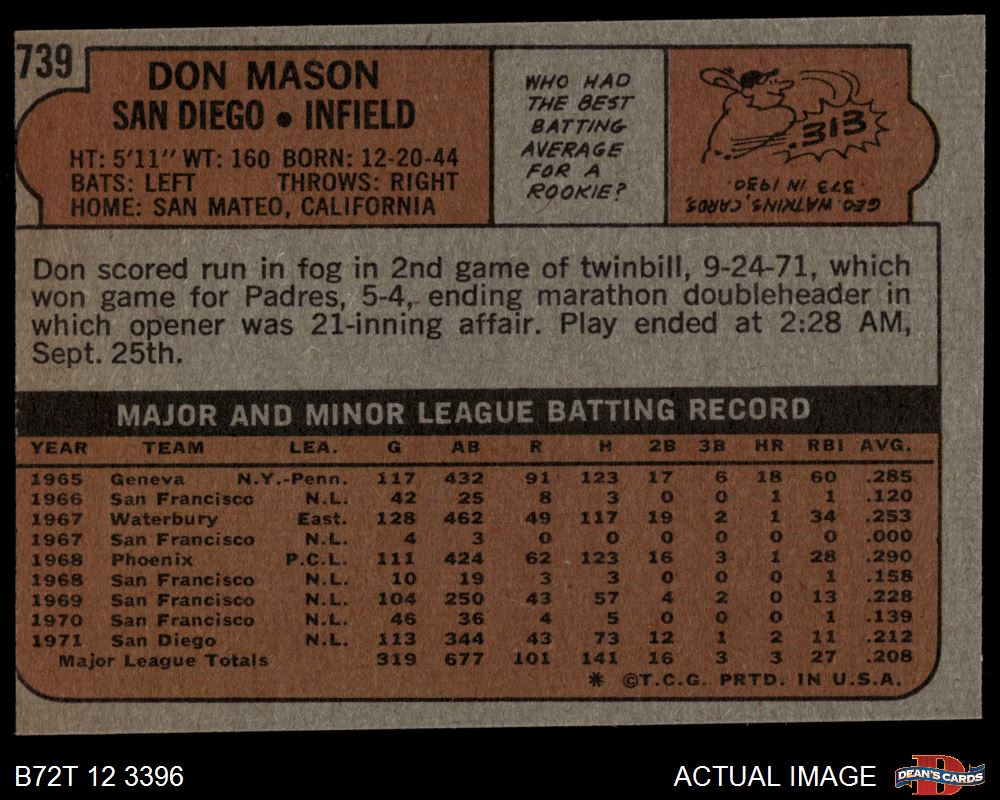 739
DON MASON
SAN DIEGO • INFIELD
HT: 5'11" WT: 160 BORN: 12-20-44
BATS: LEFT THROWS: RIGHT
HOME: SAN MATEO, CALIFORNIA
WHO HAD
THE BEST
BATTING
AVERAGE
FOR A
ROOKIE?
.313
GEO. WATKINS, CARDS,
.373 IN 1930.
Don scored run in fog in 2nd game of twinbill, 9-24-71, which
won game for Padres, 5-4, ending marathon doubleheader in
which opener was 21-inning affair. Play ended at 2:28 AM,
Sept. 25th.
MAJOR AND MINOR LEAGUE BATTING RECORD
YEAR TEAM LEA. G AB R H 2B 3B HR RBI AVG.
1965 Geneva N.Y.-Penn. 117 432 91 123 17 6 18 60 .285
1966 San Francisco N.L. 42 25 8 3 0 0 1 1 .120
1967 Waterbury East. 128 462 49 117 19 2 1 34 .253
1967 San Francisco N.L. 4 3 0 0 0 0 0 0 .000
1968 Phoenix P.C.L. 111 424 62 123 16 3 1 28 .290
1968 San Francisco N.L. 10 19 3 3 0 0 0 1 .158
1969 San Francisco N.L. 104 250 43 57 4 2 0 13 .228
1970 San Francisco N.L. 46 36 4 5 0 0 0 1 .139
1971 San Diego N.L. 113 344 43 73 12 1 2 11 .212
Major League Totals 319 677 101 141 16 3 3 27 .208
* ©T.C.G. PRTD. IN U.S.A.
B72T 12 3396
ACTUAL IMAGE
D
DEAN'S CARDS